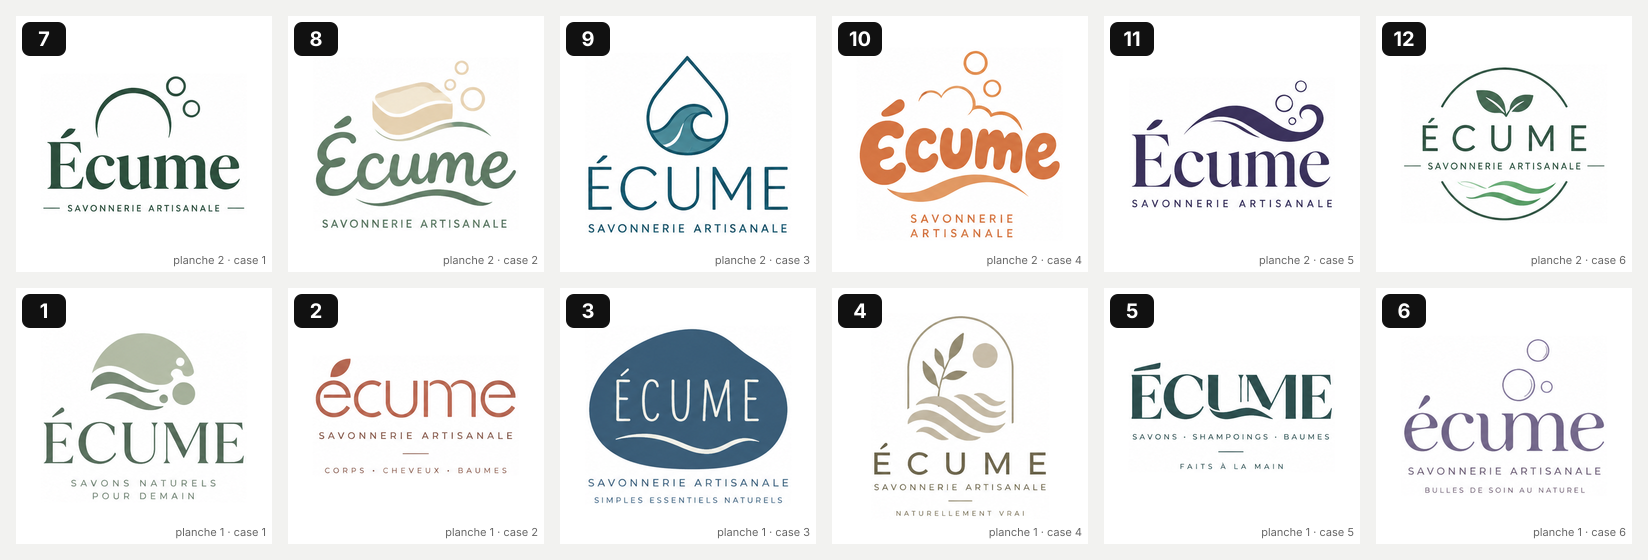 7
Écume
SAVONNERIE ARTISANALE
planche 2 · case 1
8
Écume
SAVONNERIE ARTISANALE
planche 2 · case 2
9
ÉCUME
SAVONNERIE ARTISANALE
planche 2 · case 3
10
Écume
SAVONNERIE
ARTISANALE
planche 2 · case 4
11
Écume
SAVONNERIE ARTISANALE
planche 2 · case 5
12
ÉCUME
SAVONNERIE ARTISANALE
planche 2 · case 6
1
ÉCUME
SAVONS NATURELS
POUR DEMAIN
planche 1 · case 1
2
écume
SAVONNERIE ARTISANALE
CORPS · CHEVEUX · BAUMES
planche 1 · case 2
3
ÉCUME
SAVONNERIE ARTISANALE
SIMPLES ESSENTIELS NATURELS
planche 1 · case 3
4
ÉCUME
SAVONNERIE ARTISANALE
NATURELLEMENT VRAI
planche 1 · case 4
5
ÉCUME
SAVONS · SHAMPOINGS · BAUMES
FAITS À LA MAIN
planche 1 · case 5
6
écume
SAVONNERIE ARTISANALE
BULLES DE SOIN AU NATUREL
planche 1 · case 6